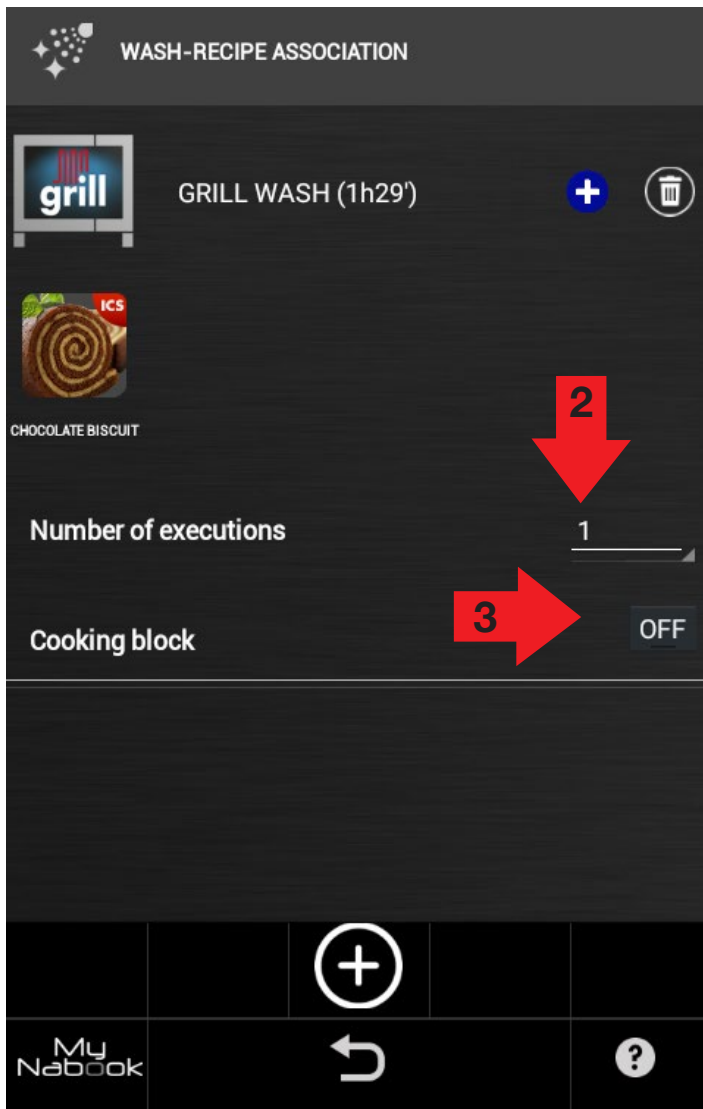 WASH-RECIPE ASSOCIATION
grill
GRILL WASH (1h29')
ICS
CHOCOLATE BISCUIT
2
Number of executions
1
3
Cooking block
OFF
My
Nabook
?